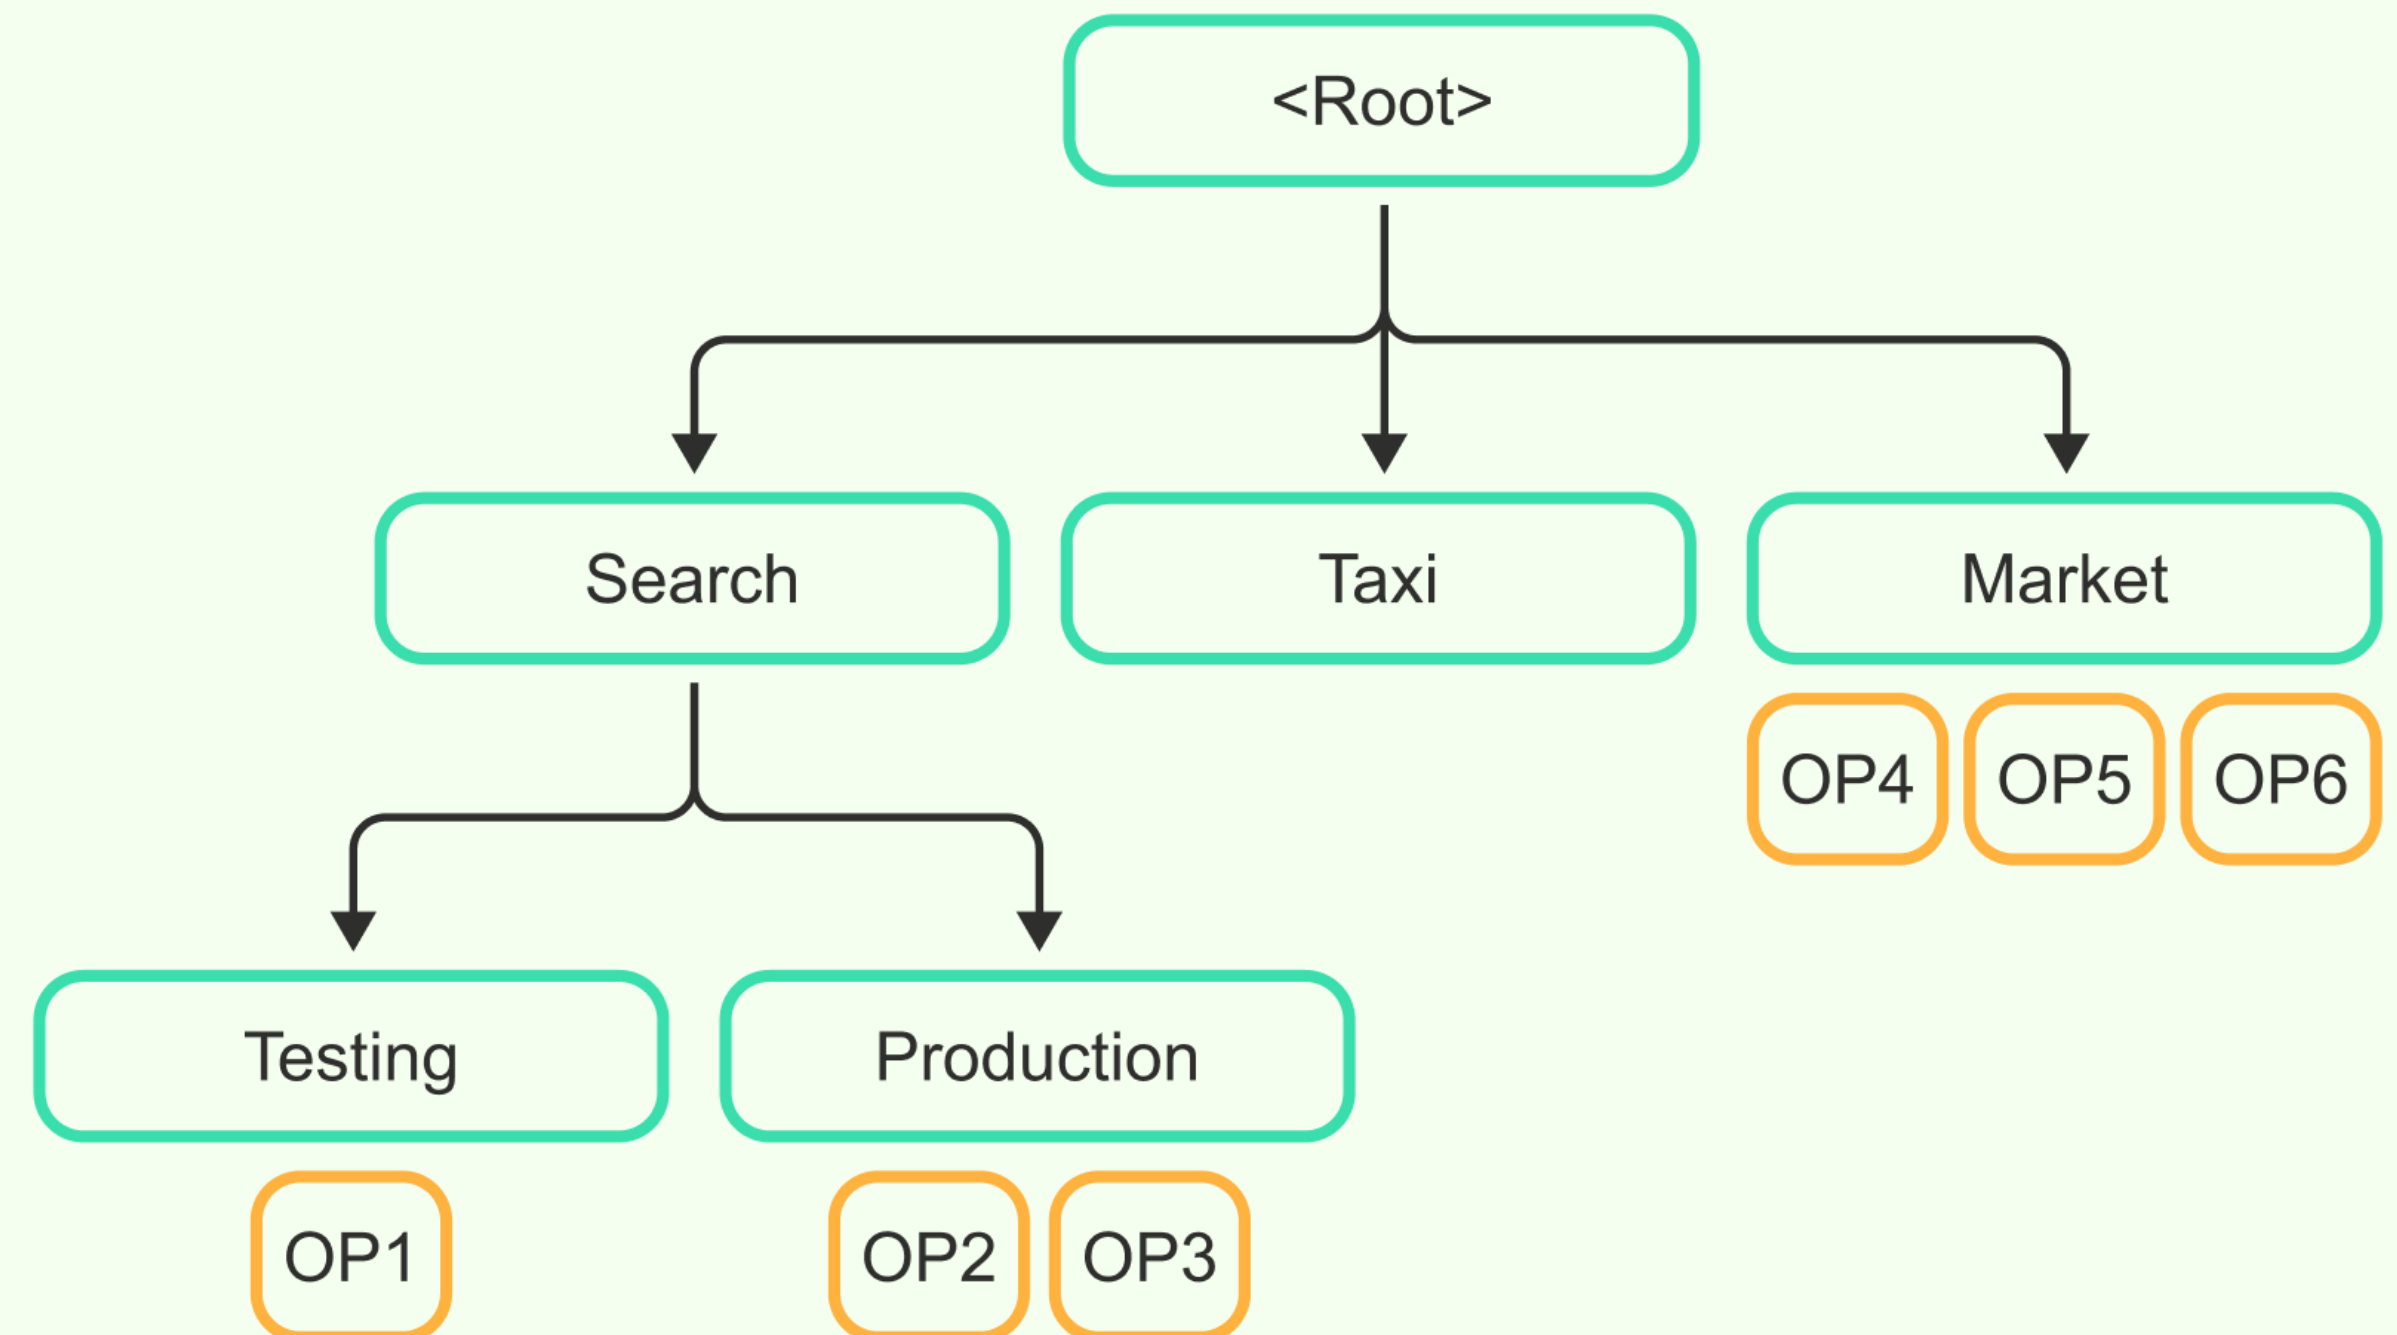 <Root>
Search
Taxi
Market
OP4
OP5
OP6
Testing
Production
OP1
OP2
OP3